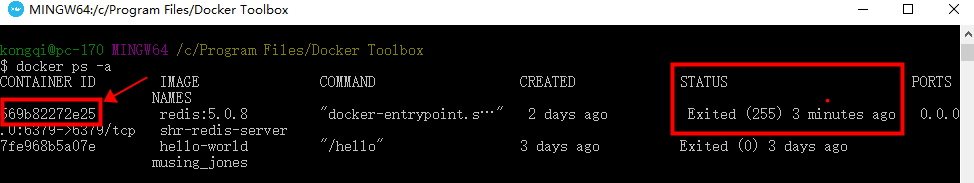 MINGW64:/c/Program Files/Docker Toolbox
kongqi@pc-170 MINGW64 /c/Program Files/Docker Toolbox
$ docker ps -a
CONTAINER ID IMAGE COMMAND CREATED STATUS PORTS
NAMES
569b82272e25 redis:5.0.8 "docker-entrypoint.s…" 2 days ago Exited (255) 3 minutes ago 0.0.0
.0:6379->6379/tcp shr-redis-server
7fe968b5a07e hello-world "/hello" 3 days ago Exited (0) 3 days ago
musing_jones